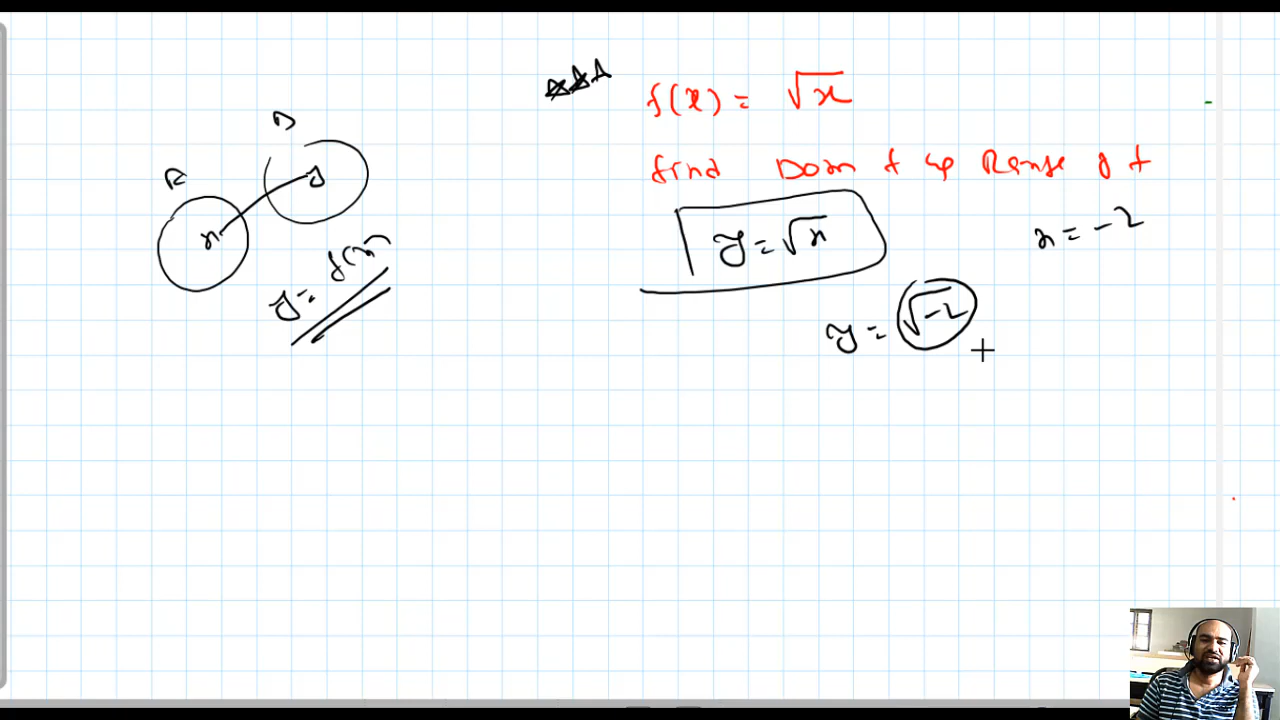 f(x) = √x
find Dom f & Range of f
D
R
x y
y = √x
x = -2
y = f(x)
y = √-2